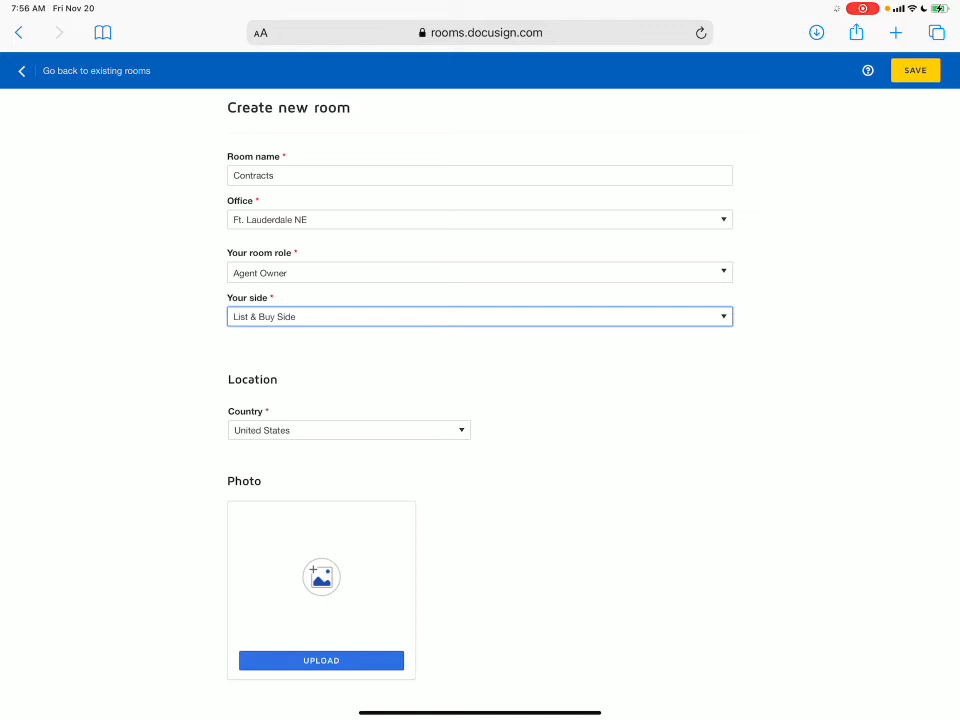 7:56 AM Fri Nov 20
AA
rooms.docusign.com
Go back to existing rooms
SAVE
Create new room
Room name *
Contracts
Office *
Ft. Lauderdale NE
Your room role *
Agent Owner
Your side *
List & Buy Side
Location
Country *
United States
Photo
UPLOAD